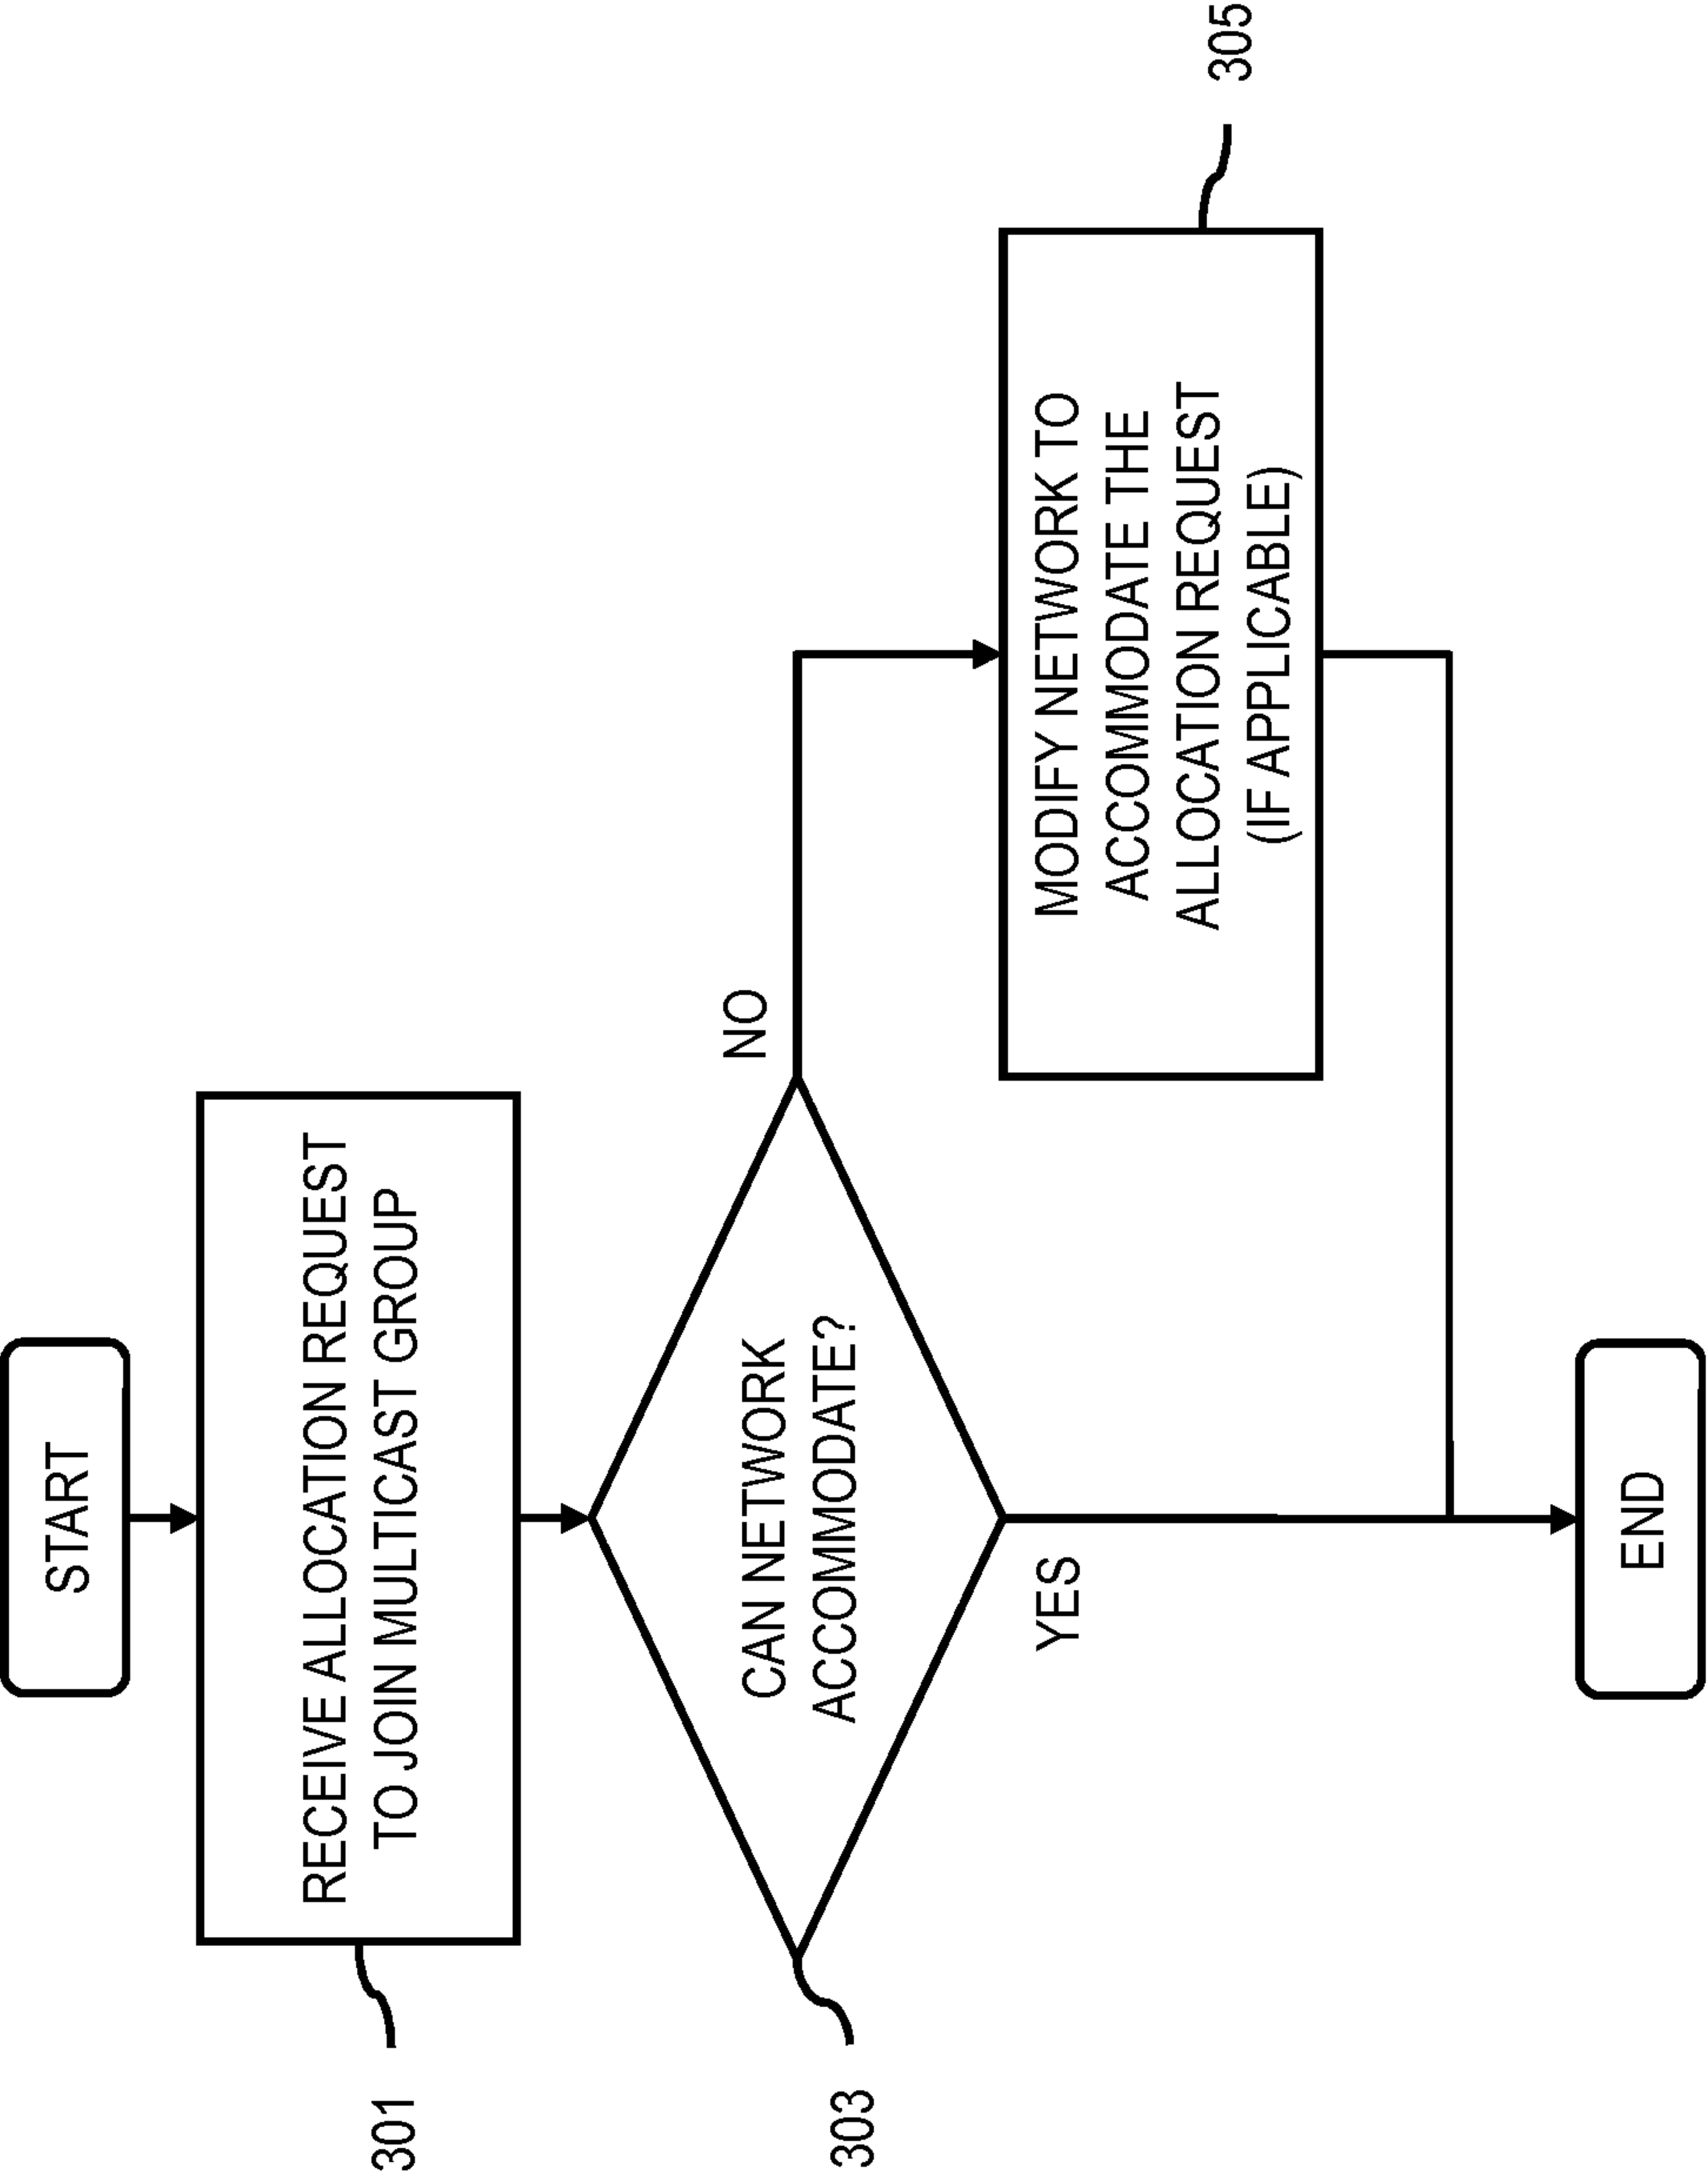 START
RECEIVE ALLOCATION REQUEST
TO JOIN MULTICAST GROUP
301
CAN NETWORK
ACCOMMODATE?
303
NO
YES
MODIFY NETWORK TO
ACCOMMODATE THE
ALLOCATION REQUEST
(IF APPLICABLE)
305
END